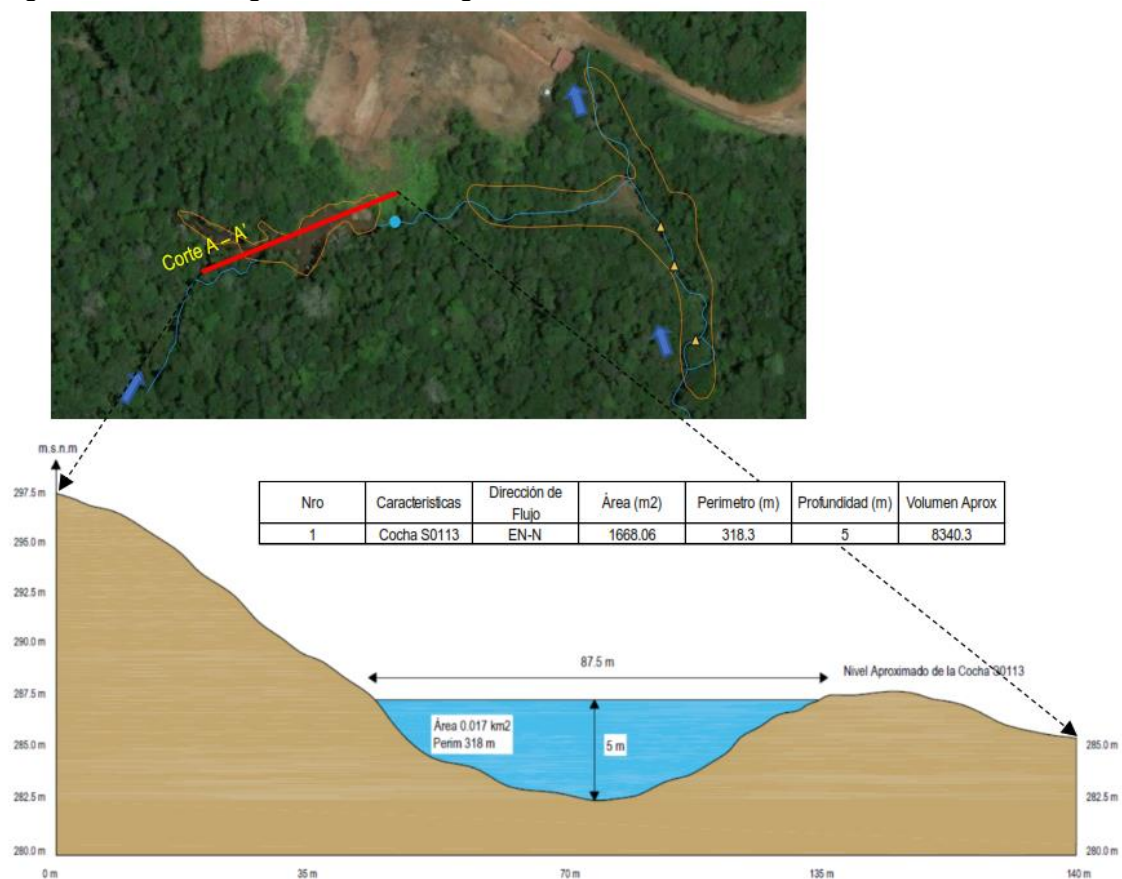 Corte A – A'
m.s.n.m
297.5 m
295.0 m
292.5 m
290.0 m
287.5 m
285.0 m
282.5 m
280.0 m
Nro Caracteristicas Dirección de Flujo Área (m2) Perimetro (m) Profundidad (m) Volumen Aprox
1 Cocha S0113 EN-N 1668.06 318.3 5 8340.3
87.5 m
Nivel Aproximado de la Cocha S0113
Área 0.017 km2
Perim 318 m
5 m
285.0 m
282.5 m
280.0 m
0 m 35 m 70 m 135 m 140 m